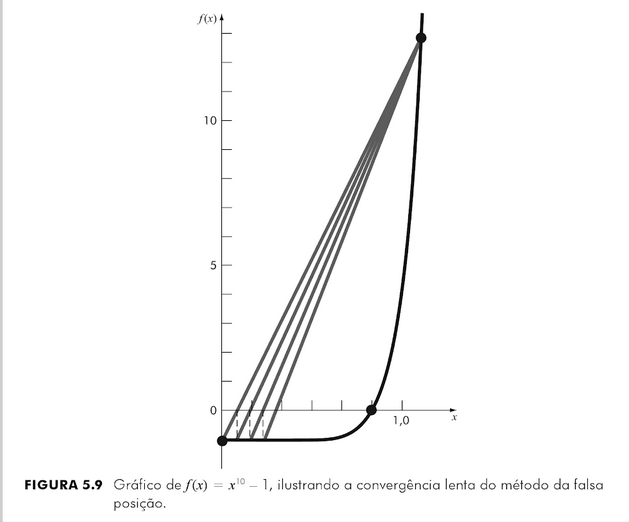 f(x)
10
5
0
1,0
x
FIGURA 5.9 Gráfico de f(x) = x¹⁰ – 1, ilustrando a convergência lenta do método da falsa
posição.